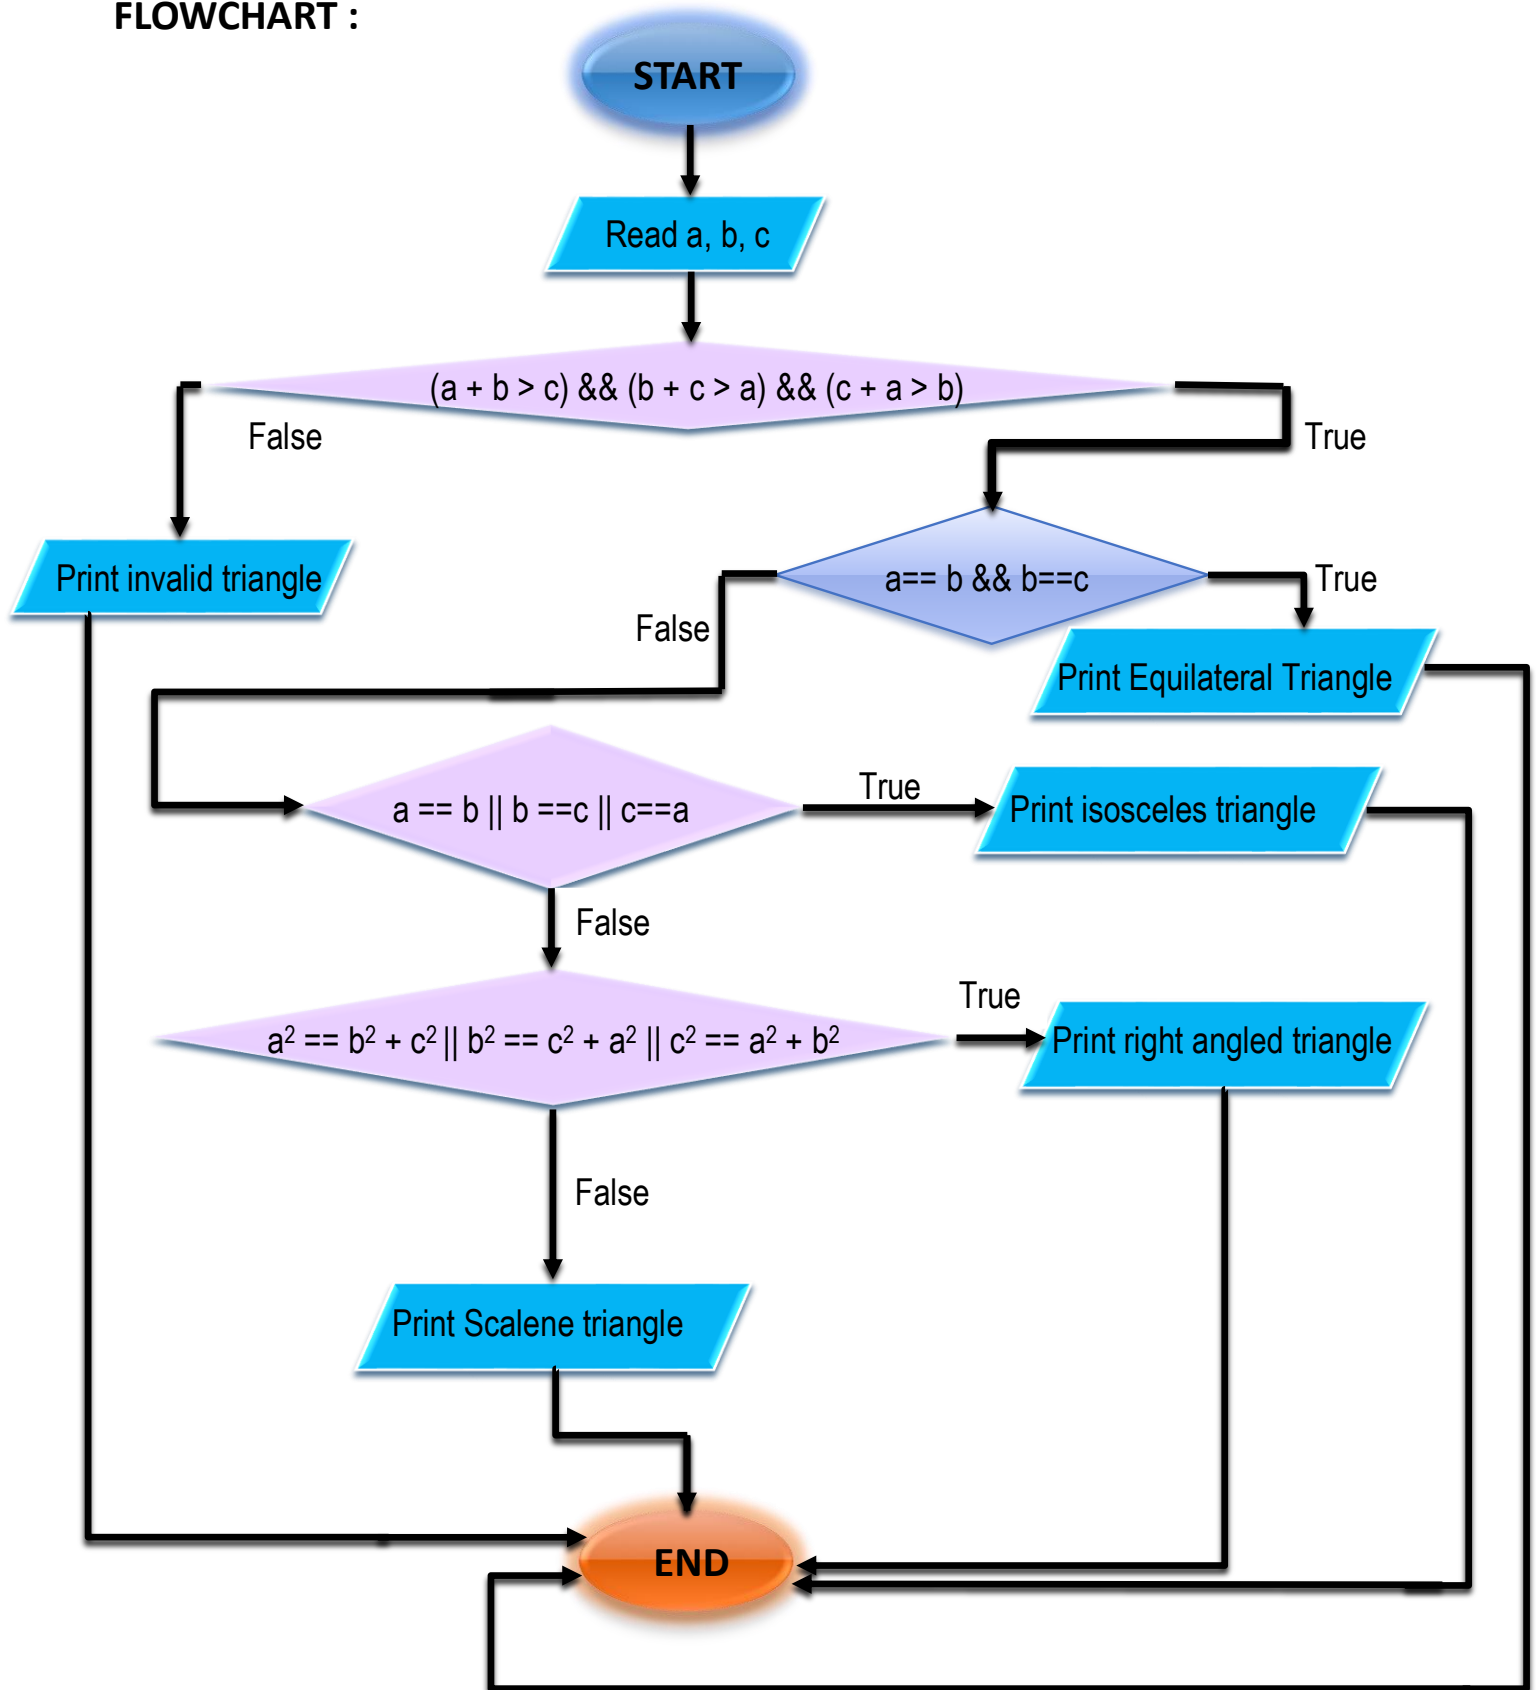 FLOWCHART :
START
Read a, b, c
(a + b > c) && (b + c > a) && (c + a > b)
False
True
Print invalid triangle
a== b && b==c
True
False
Print Equilateral Triangle
a == b || b ==c || c==a
True
Print isosceles triangle
False
a² == b² + c² || b² == c² + a² || c² == a² + b²
True
Print right angled triangle
False
Print Scalene triangle
END